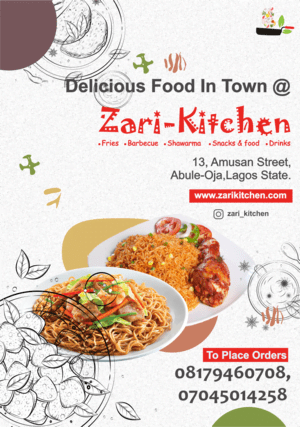 Delicious Food In Town @
Zari-Kitchen
• Fries • Barbecue • Shawarma • Snacks & food • Drinks
13, Amusan Street,
Abule-Oja,Lagos State.
www.zarikitchen.com
zari_kitchen
To Place Orders
08179460708,
07045014258